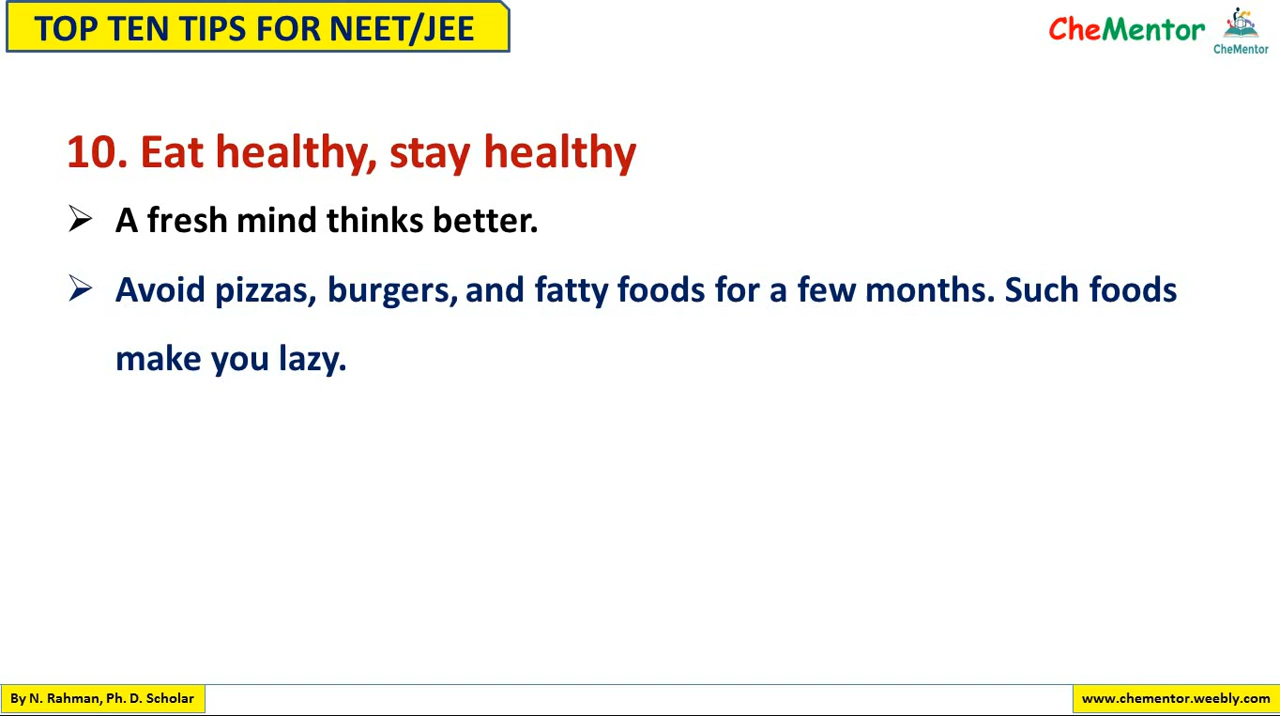 TOP TEN TIPS FOR NEET/JEE
CheMentor
CheMentor
10. Eat healthy, stay healthy
➢ A fresh mind thinks better.
➢ Avoid pizzas, burgers, and fatty foods for a few months. Such foods
make you lazy.
By N. Rahman, Ph. D. Scholar
www.chementor.weebly.com